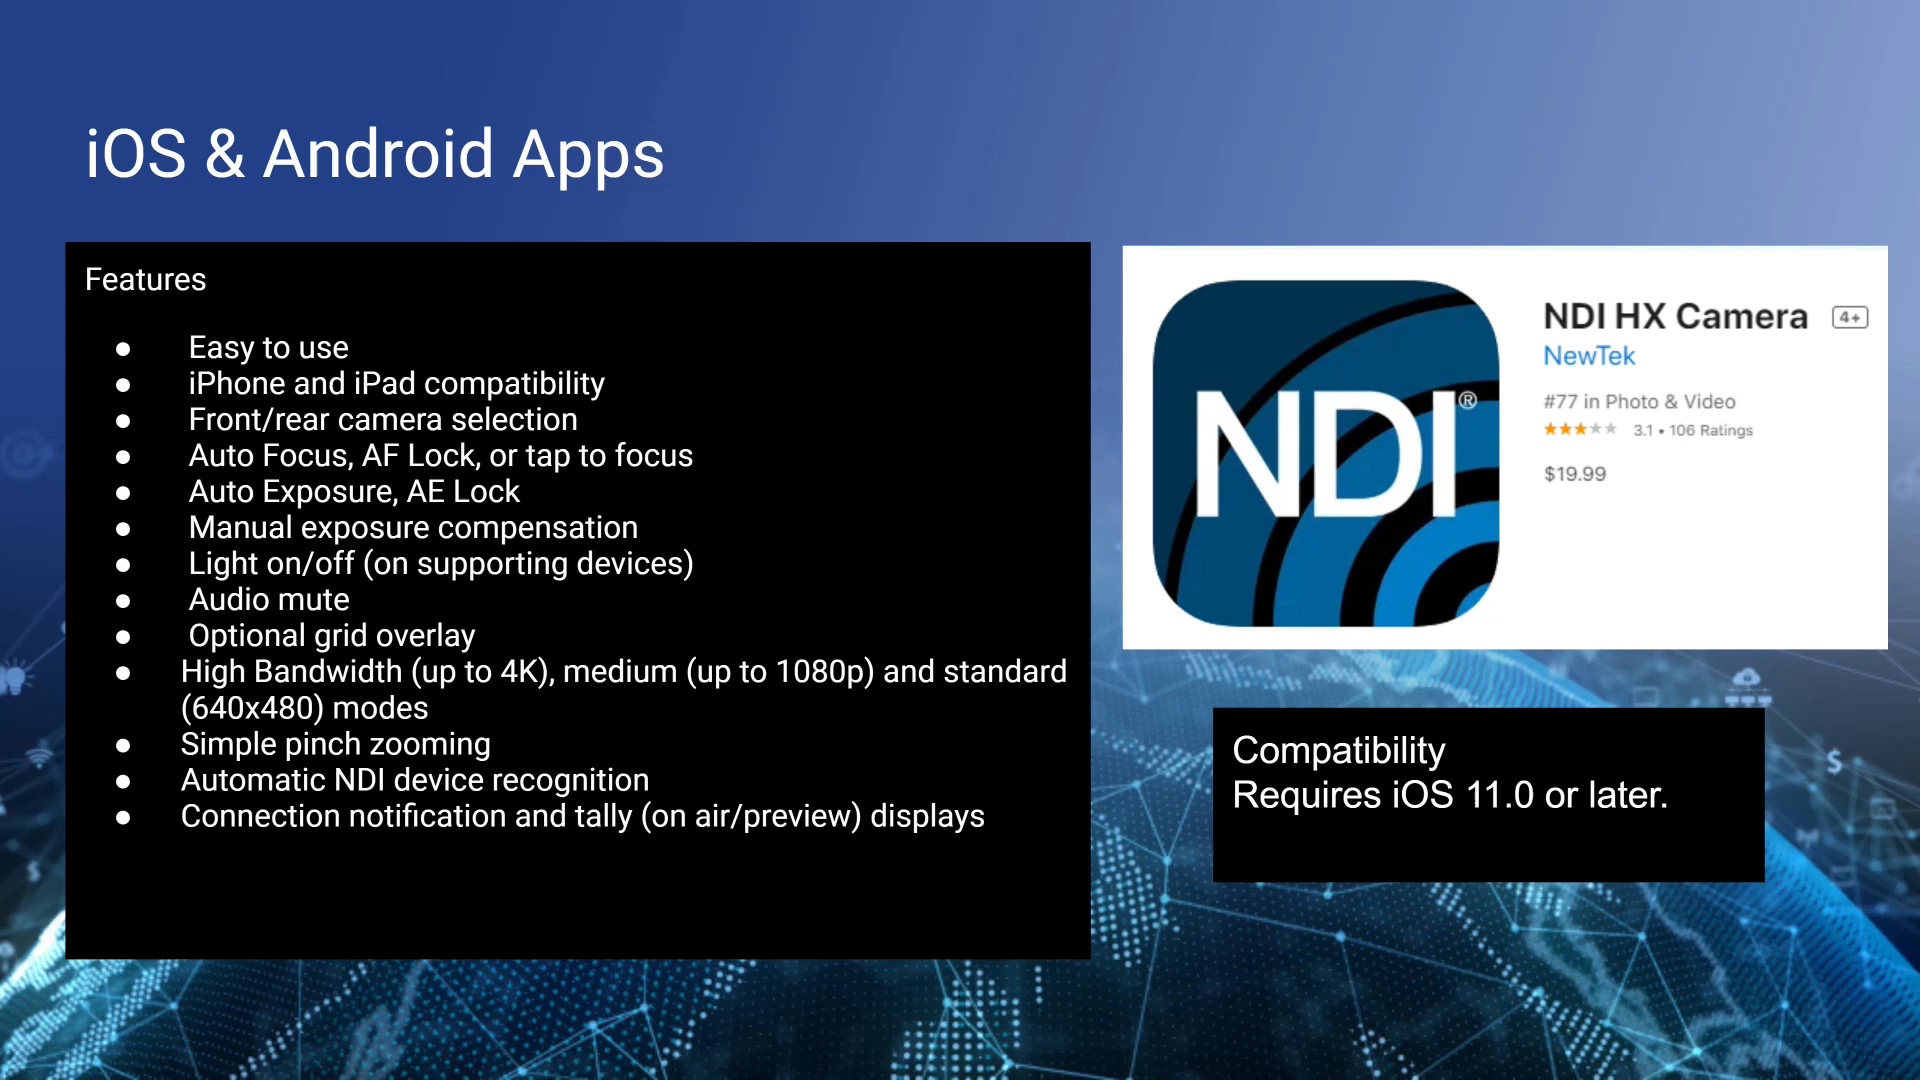 iOS & Android Apps
Features
● Easy to use
● iPhone and iPad compatibility
● Front/rear camera selection
● Auto Focus, AF Lock, or tap to focus
● Auto Exposure, AE Lock
● Manual exposure compensation
● Light on/off (on supporting devices)
● Audio mute
● Optional grid overlay
● High Bandwidth (up to 4K), medium (up to 1080p) and standard
(640x480) modes
● Simple pinch zooming
● Automatic NDI device recognition
● Connection notification and tally (on air/preview) displays
NDI®
NDI HX Camera 4+
NewTek
#77 in Photo & Video
★★★★★ 3.1 • 106 Ratings
$19.99
Compatibility
Requires iOS 11.0 or later.